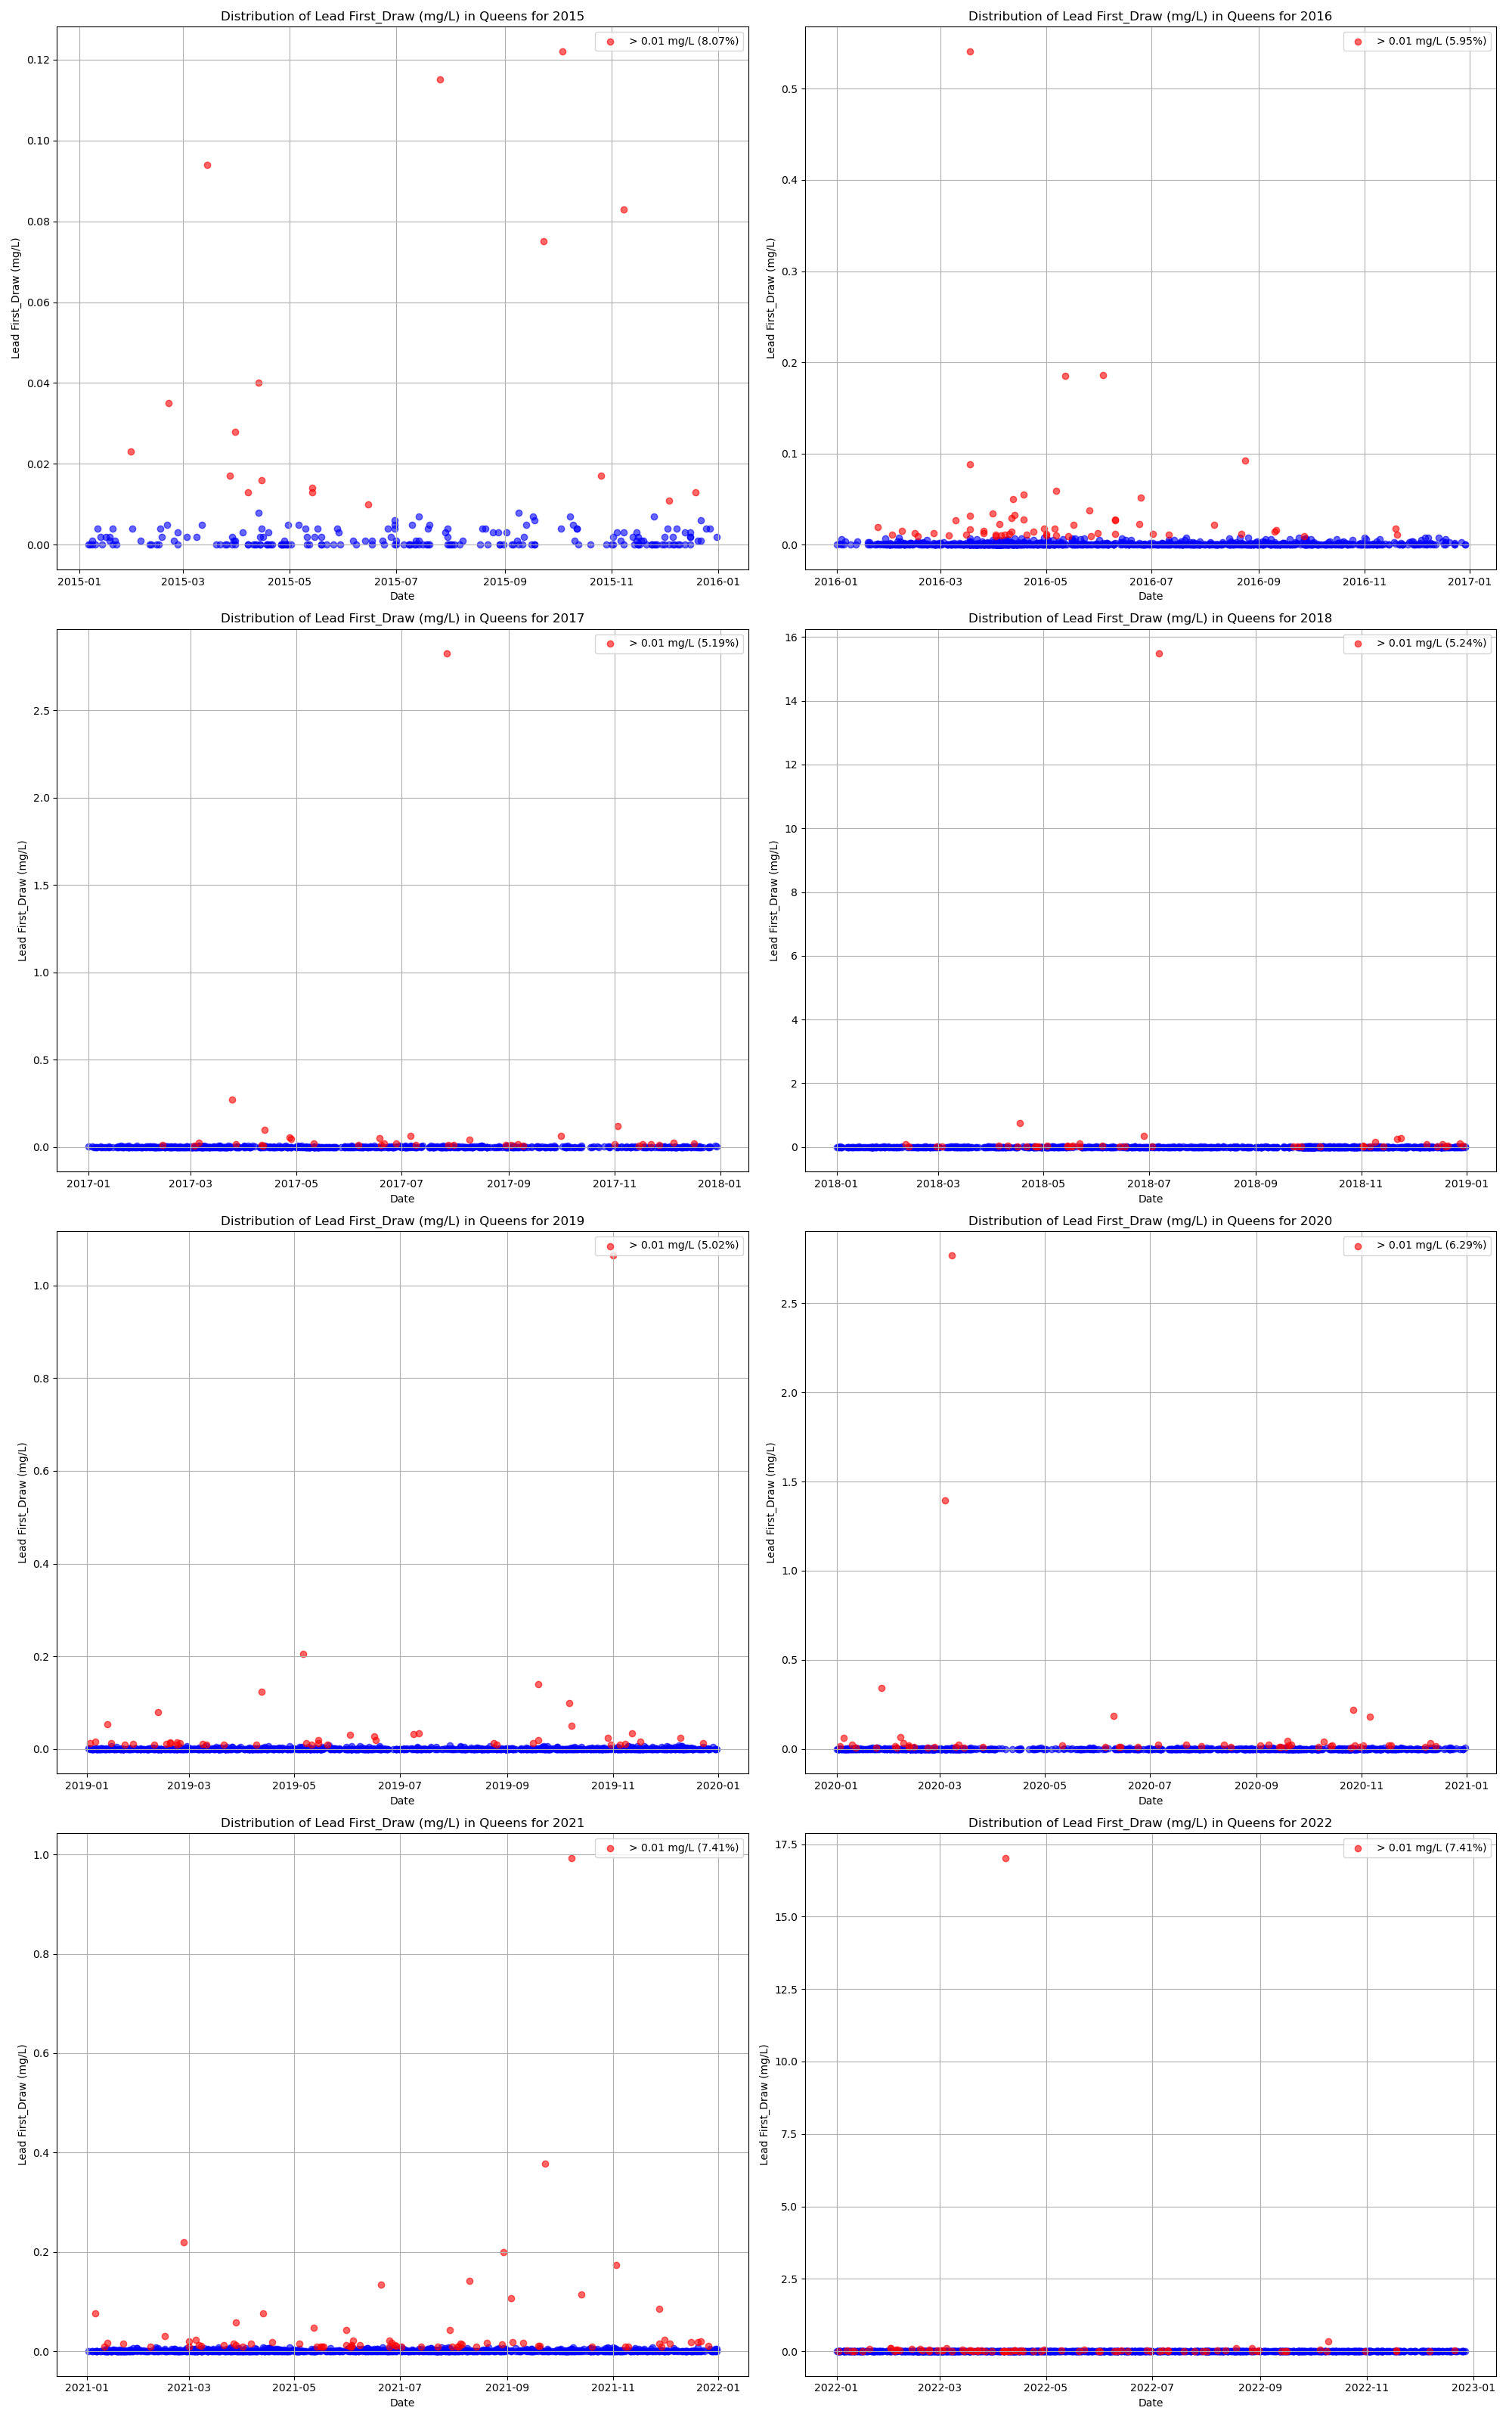 Distribution of Lead First_Draw (mg/L) in Queens for 2015
> 0.01 mg/L (8.07%)
Lead First_Draw (mg/L)
0.12
0.10
0.08
0.06
0.04
0.02
0.00
2015-01 2015-03 2015-05 2015-07 2015-09 2015-11 2016-01
Date
Distribution of Lead First_Draw (mg/L) in Queens for 2016
> 0.01 mg/L (5.95%)
Lead First_Draw (mg/L)
0.5
0.4
0.3
0.2
0.1
0.0
2016-01 2016-03 2016-05 2016-07 2016-09 2016-11 2017-01
Date
Distribution of Lead First_Draw (mg/L) in Queens for 2017
> 0.01 mg/L (5.19%)
Lead First_Draw (mg/L)
2.5
2.0
1.5
1.0
0.5
0.0
2017-01 2017-03 2017-05 2017-07 2017-09 2017-11 2018-01
Date
Distribution of Lead First_Draw (mg/L) in Queens for 2018
> 0.01 mg/L (5.24%)
Lead First_Draw (mg/L)
16
14
12
10
8
6
4
2
0
2018-01 2018-03 2018-05 2018-07 2018-09 2018-11 2019-01
Date
Distribution of Lead First_Draw (mg/L) in Queens for 2019
> 0.01 mg/L (5.02%)
Lead First_Draw (mg/L)
1.0
0.8
0.6
0.4
0.2
0.0
2019-01 2019-03 2019-05 2019-07 2019-09 2019-11 2020-01
Date
Distribution of Lead First_Draw (mg/L) in Queens for 2020
> 0.01 mg/L (6.29%)
Lead First_Draw (mg/L)
2.5
2.0
1.5
1.0
0.5
0.0
2020-01 2020-03 2020-05 2020-07 2020-09 2020-11 2021-01
Date
Distribution of Lead First_Draw (mg/L) in Queens for 2021
> 0.01 mg/L (7.41%)
Lead First_Draw (mg/L)
1.0
0.8
0.6
0.4
0.2
0.0
2021-01 2021-03 2021-05 2021-07 2021-09 2021-11 2022-01
Date
Distribution of Lead First_Draw (mg/L) in Queens for 2022
> 0.01 mg/L (7.41%)
Lead First_Draw (mg/L)
17.5
15.0
12.5
10.0
7.5
5.0
2.5
0.0
2022-01 2022-03 2022-05 2022-07 2022-09 2022-11 2023-01
Date